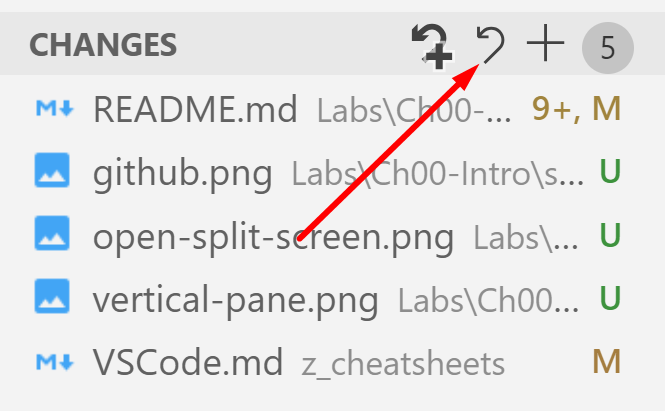 CHANGES 5
README.md Labs\Ch00-... 9+, M
github.png Labs\Ch00-Intro\s... U
open-split-screen.png Labs\... U
vertical-pane.png Labs\Ch00... U
VSCode.md z_cheatsheets M